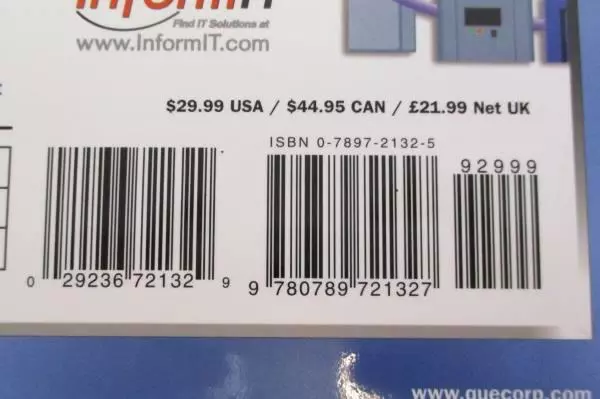 InformIT
Find IT Solutions at
www.InformIT.com
$29.99 USA / $44.95 CAN / £21.99 Net UK
ISBN 0-7897-2132-5
92999
0 29236 72132 9
9 780789 721327
www.quecorp.com